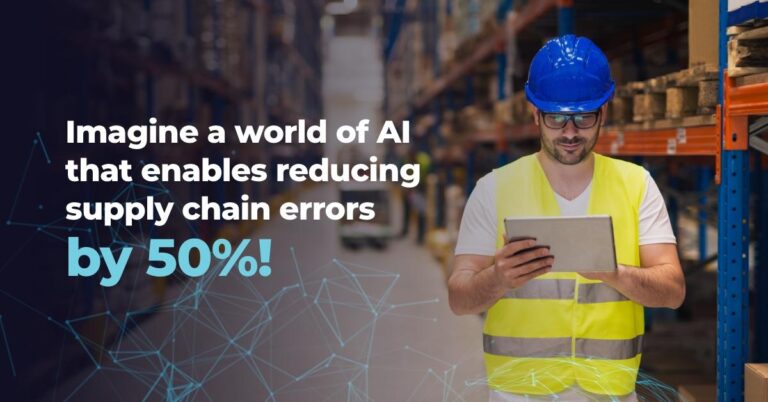 Imagine a world of AI
that enables reducing
supply chain errors
by 50%!